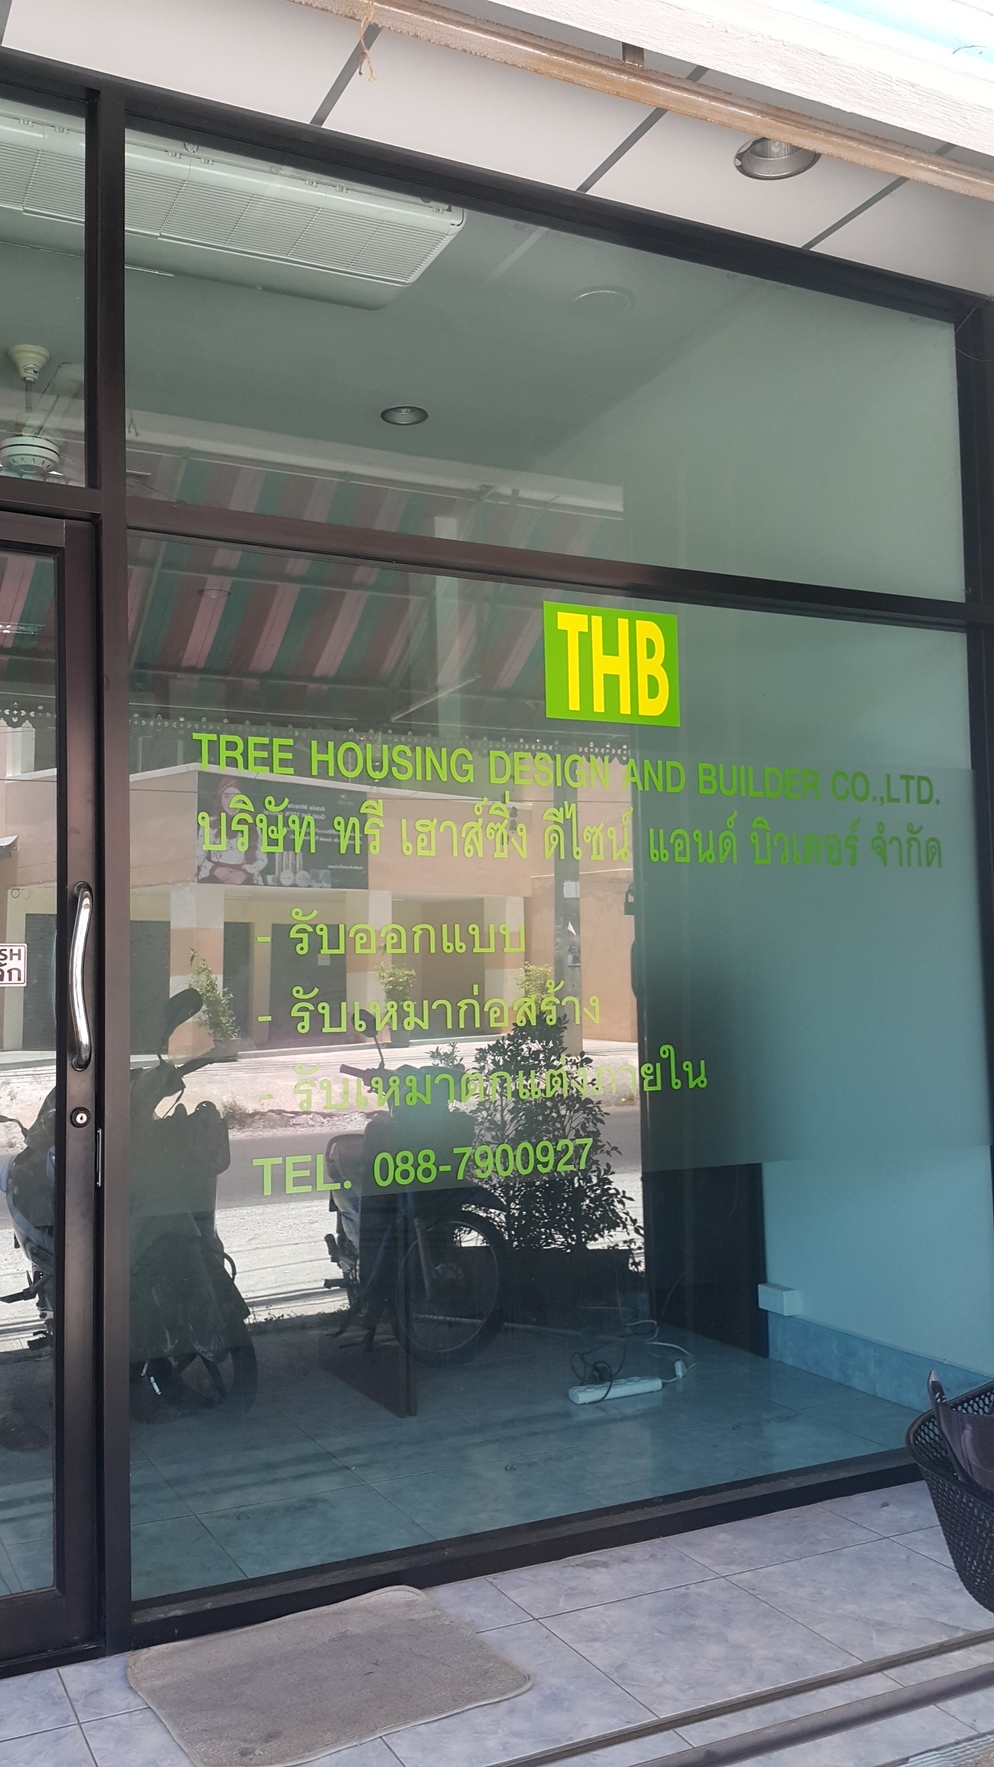 THB
TREE HOUSING DESIGN AND BUILDER CO.,LTD.
บริษัท ทรี เฮาส์ซิ่ง ดีไซน์ แอนด์ บิวเดอร์ จำกัด
- รับออกแบบ
- รับเหมาก่อสร้าง
- รับเหมาตกแต่งภายใน
TEL. 088-7900927